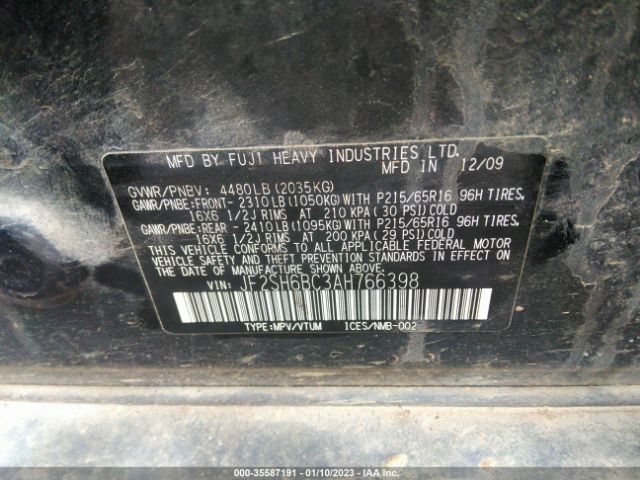 MFD BY FUJI HEAVY INDUSTRIES LTD.
MFD IN 12/09
GVWR/PNBV: 4480LB (2035KG)
GAWR/PNBE:FRONT- 2310LB (1050KG) WITH P215/65R16 96H TIRES,
16X6 1/2J RIMS AT 210 KPA (30 PSI) COLD
GAWR/PNBE:REAR - 2410LB (1095KG) WITH P215/65R16 96H TIRES,
16X6 1/2J RIMS AT 200 KPA (29 PSI) COLD
THIS VEHICLE CONFORMS TO ALL APPLICABLE FEDERAL MOTOR
VEHICLE SAFETY AND THEFT PREVENTION STANDARDS IN EFFECT ON
THE DATE OF MANUFACTURE SHOWN ABOVE.
VIN: JF2SH6BC3AH766398
TYPE:MPV/VTUM ICES/NMB-002
000-35587191 - 01/10/2023 - IAA Inc.